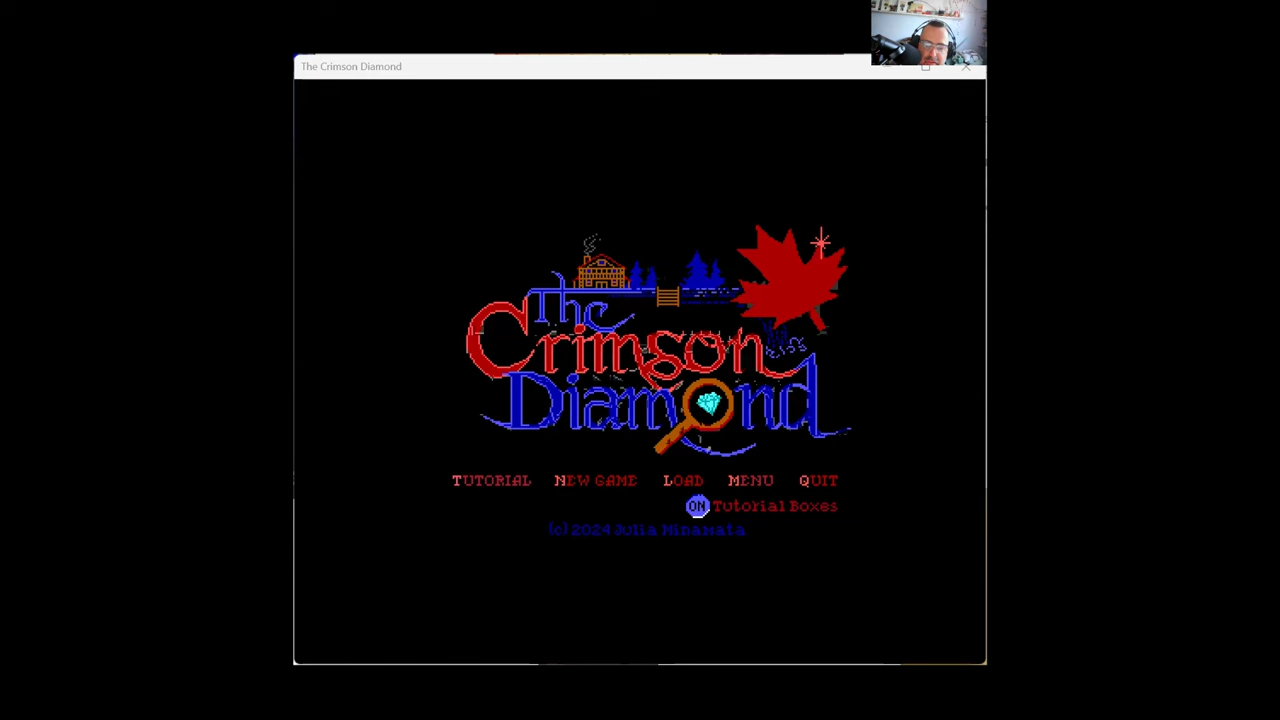 The Crimson Diamond
The
Crimson
Diamond
TUTORIAL NEW GAME LOAD MENU QUIT
ON Tutorial Boxes
(c) 2024 Julia Minamata